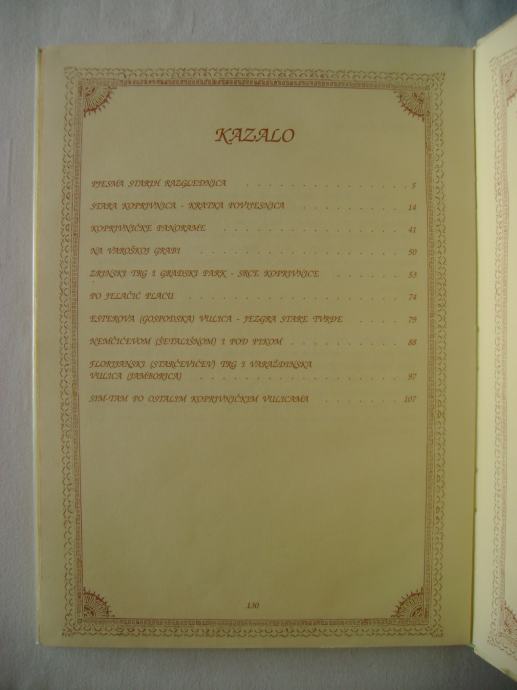 KAZALO
PJESMA STARIH RAZGLEDNICA . . . . . . . . . . . . 5
STARA KOPRIVNICA - KRATKA POVIJESNICA . . . . . . . . 14
KOPRIVNIČKE PANORAME . . . . . . . . . . . . . 41
NA VAROŠKOJ GRABI . . . . . . . . . . . . . . . 50
ZRINSKI TRG I GRADSKI PARK - SRCE KOPRIVNICE . . . . . . 53
PO JELAČIĆ PLACU . . . . . . . . . . . . . . . 74
ESTEROVA (GOSPODSKA) VULICA - JEZGRA STARE TVRĐE . . . . . 79
NEMČIĆEVOM (ŠETALIŠNOM) I POD PIKOM . . . . . . . . 88
FLORIJANSKI (STARČEVIĆEV) TRG I VARAŽDINSKA
VULICA (JAMBORICA) . . . . . . . . . . . . . . 97
SIM-TAM PO OSTALIM KOPRIVNIČKIM VULICAMA . . . . . . 107
130